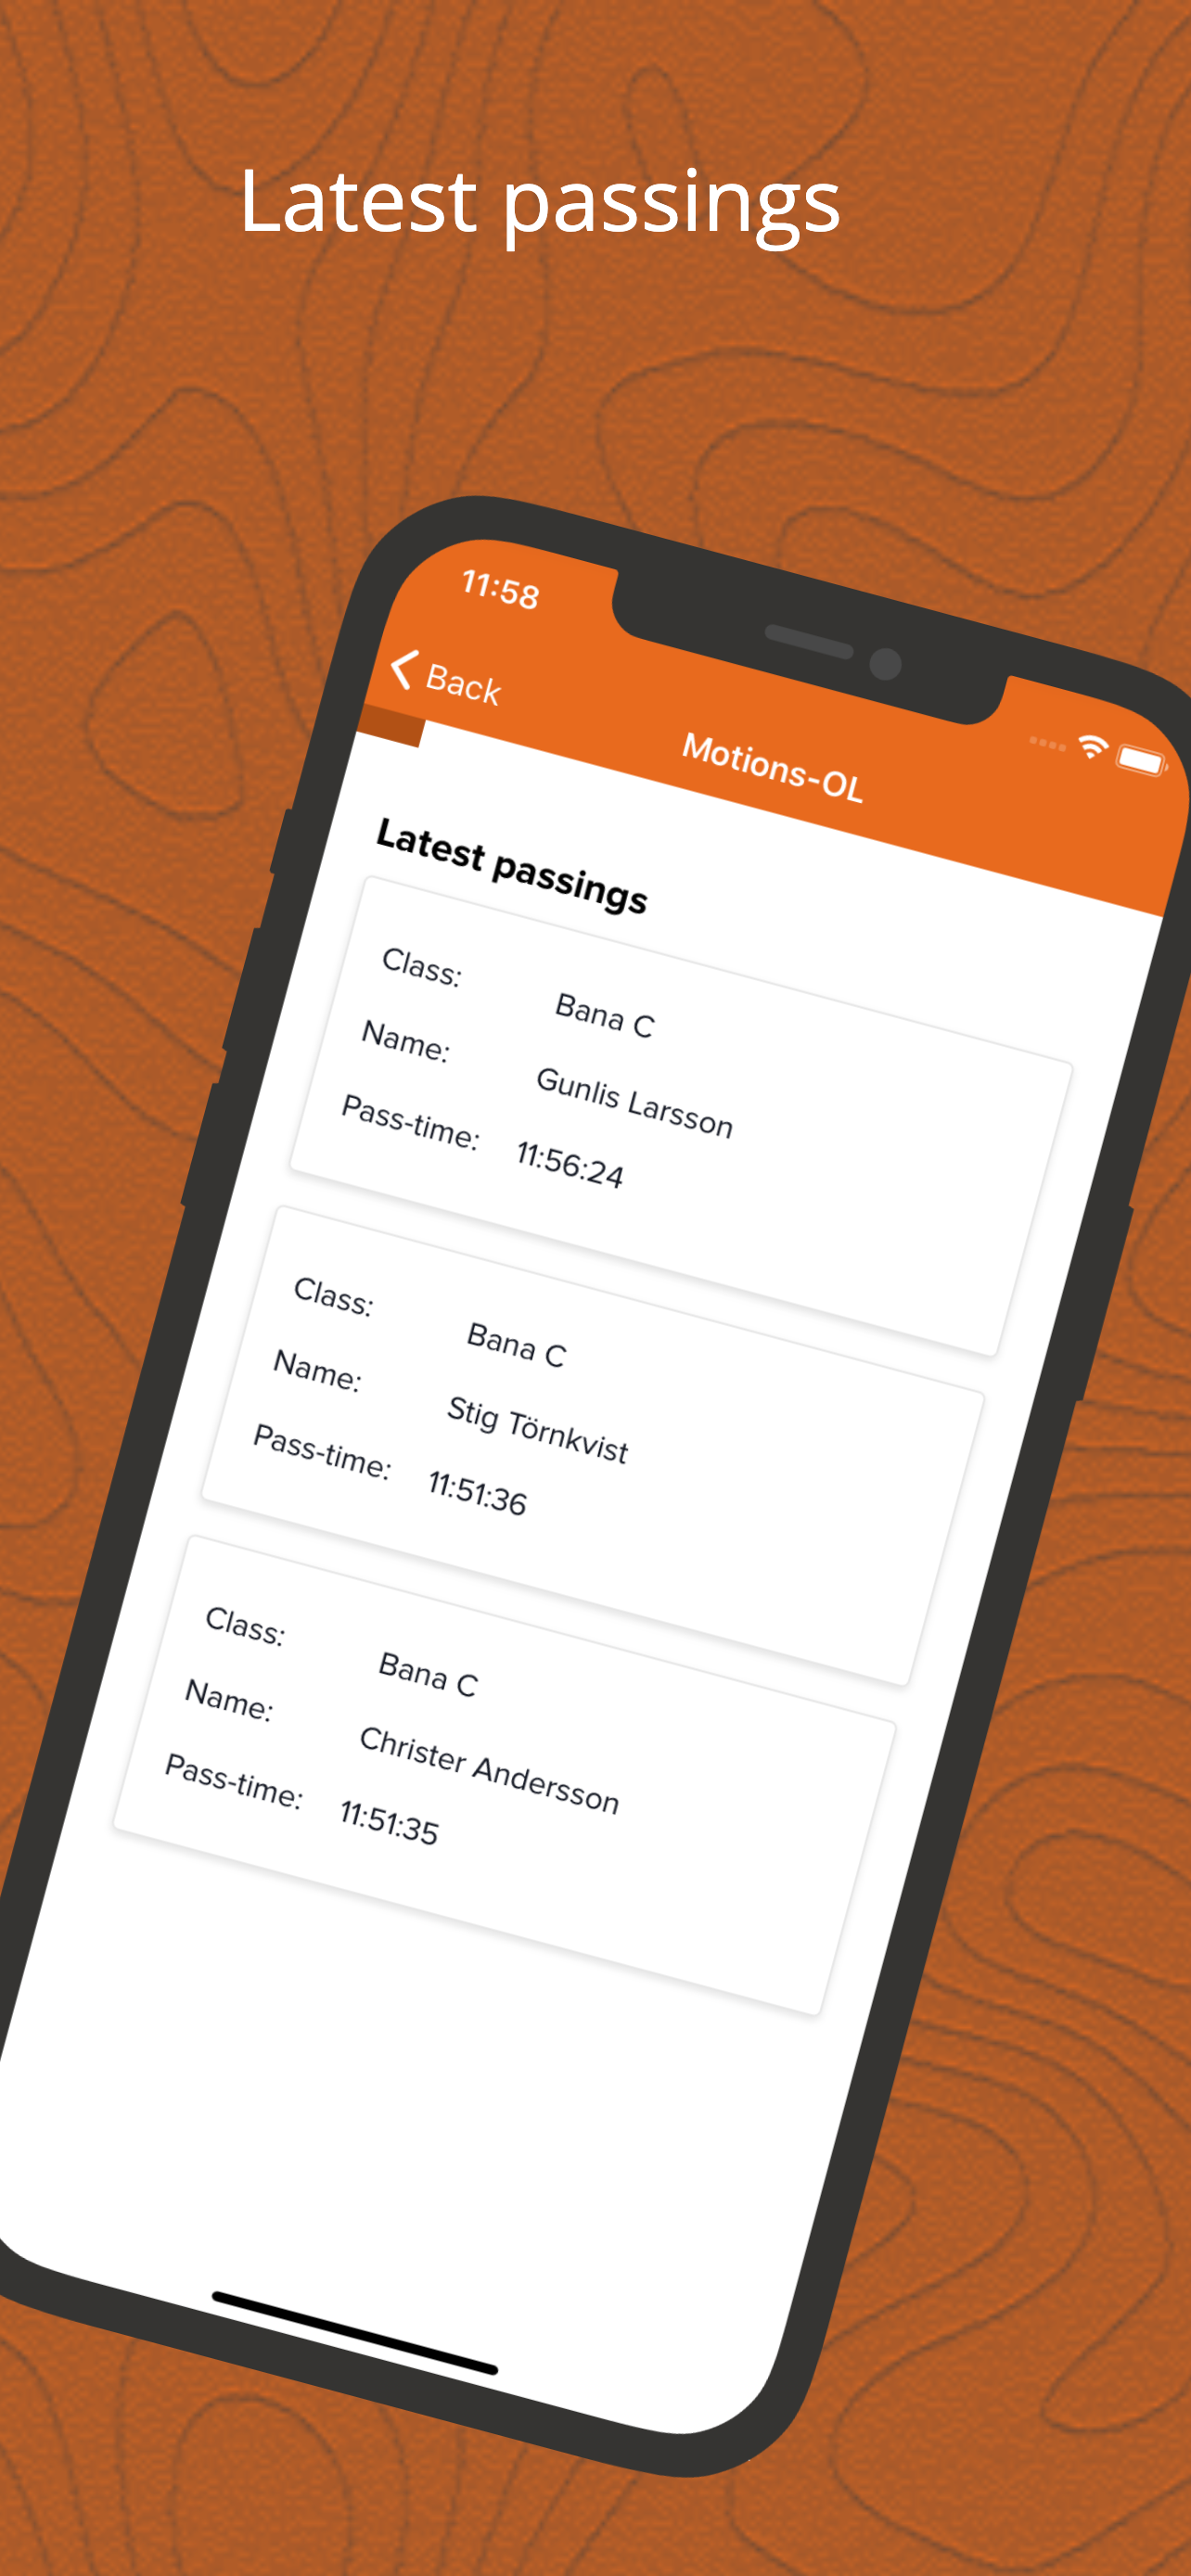 Latest passings
11:58
Back
Motions-OL
Latest passings
Class: Bana C
Name: Gunlis Larsson
Pass-time: 11:56:24
Class: Bana C
Name: Stig Törnkvist
Pass-time: 11:51:36
Class: Bana C
Name: Christer Andersson
Pass-time: 11:51:35